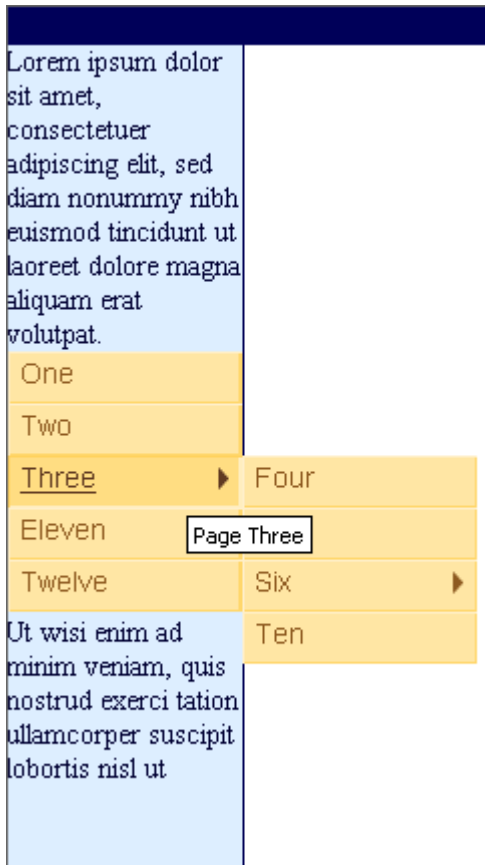 Lorem ipsum dolor
sit amet,
consectetuer
adipiscing elit, sed
diam nonummy nibh
euismod tincidunt ut
laoreet dolore magna
aliquam erat
volutpat.
One
Two
Three
Eleven
Twelve
Four
Page Three
Six
Ten
Ut wisi enim ad
minim veniam, quis
nostrud exerci tation
ullamcorper suscipit
lobortis nisl ut